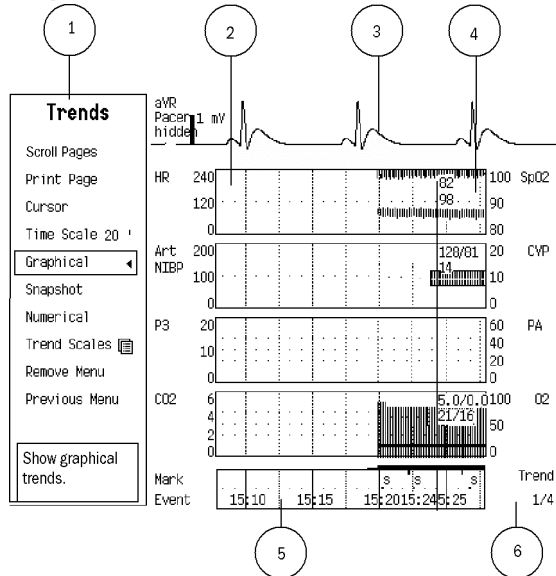 1
2
3
4
Trends
Scroll Pages
Print Page
Cursor
Time Scale 20 '
Graphical
Snapshot
Numerical
Trend Scales
Remove Menu
Previous Menu
Show graphical
trends.
aVR
Pacer 1 mV
hidden
HR 240 82 100 SpO2
120 98 90
0 80
Art 200 120/81 20 CVP
NIBP 100 14 10
0 0
P3 20 60 PA
10 40
20
0 0
CO2 6 5.0/0.0 100 O2
4 21/16 50
2
0 0
Mark S S S Trend
Event 15:10 15:15 15:20 15:24 5:25 1/4
5
6